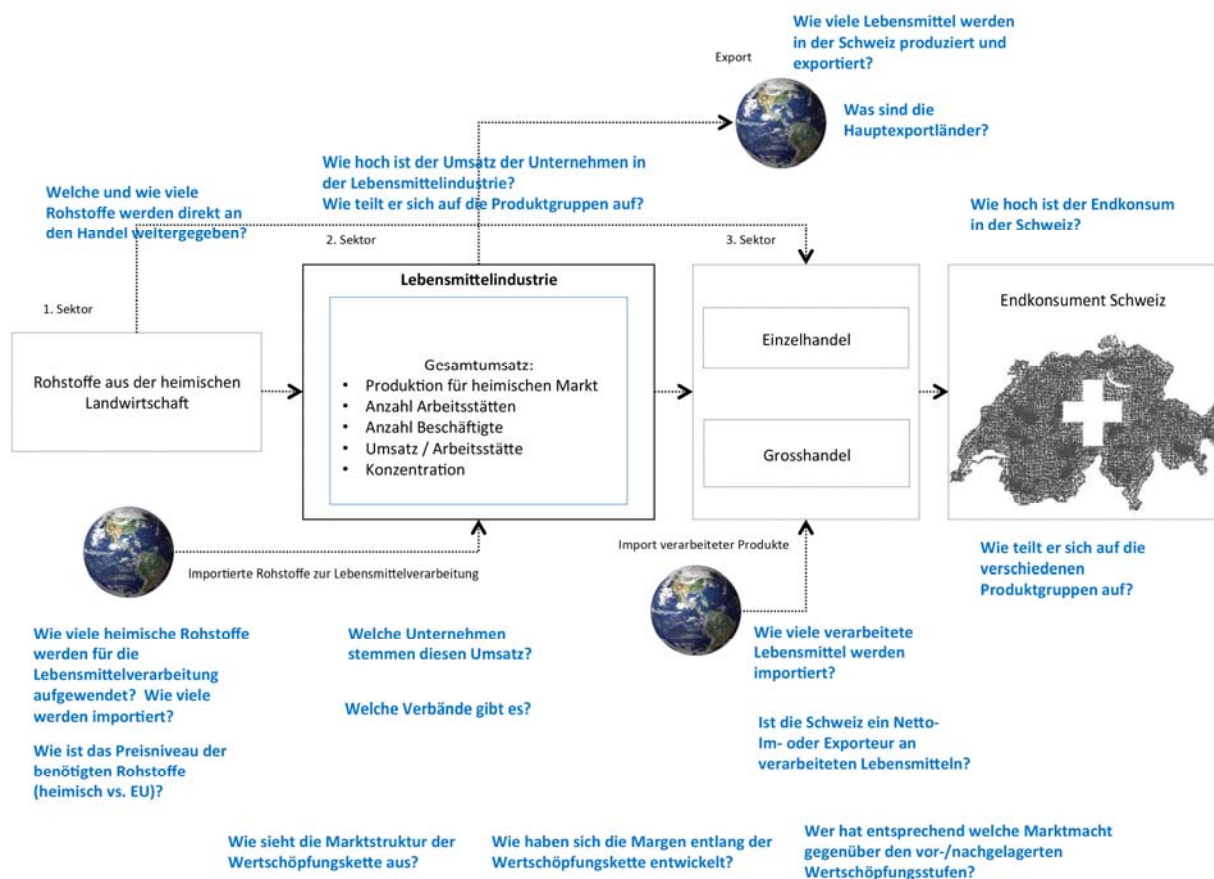 Wie viele Lebensmittel werden
in der Schweiz produziert und
exportiert?
Export
Was sind die
Hauptexportländer?
Wie hoch ist der Umsatz der Unternehmen in
der Lebensmittelindustrie?
Wie teilt er sich auf die Produktgruppen auf?
Welche und wie viele
Rohstoffe werden direkt an
den Handel weitergegeben?
Wie hoch ist der Endkonsum
in der Schweiz?
2. Sektor
3. Sektor
Lebensmittelindustrie
1. Sektor
Endkonsument Schweiz
Einzelhandel
Gesamtumsatz:
• Produktion für heimischen Markt
• Anzahl Arbeitsstätten
• Anzahl Beschäftigte
• Umsatz / Arbeitsstätte
• Konzentration
Rohstoffe aus der heimischen
Landwirtschaft
Grosshandel
Import verarbeiteter Produkte
Importierte Rohstoffe zur Lebensmittelverarbeitung
Wie teilt er sich auf die
verschiedenen
Produktgruppen auf?
Wie viele heimische Rohstoffe
werden für die
Lebensmittelverarbeitung
aufgewendet? Wie viele
werden importiert?
Welche Unternehmen
stemmen diesen Umsatz?
Wie viele verarbeitete
Lebensmittel werden
importiert?
Welche Verbände gibt es?
Ist die Schweiz ein Netto-
Im- oder Exporteur an
verarbeiteten Lebensmitteln?
Wie ist das Preisniveau der
benötigten Rohstoffe
(heimisch vs. EU)?
Wie sieht die Marktstruktur der
Wertschöpfungskette aus?
Wie haben sich die Margen entlang der
Wertschöpfungskette entwickelt?
Wer hat entsprechend welche Marktmacht
gegenüber den vor-/nachgelagerten
Wertschöpfungsstufen?